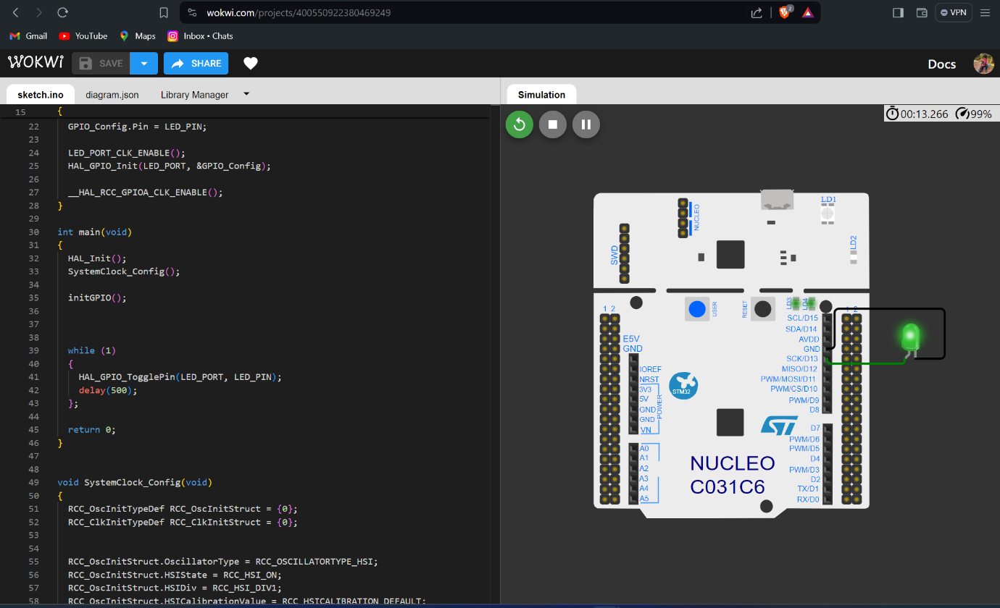 wokwi.com/projects/400550922380469249
2
VPN
Gmail
YouTube
Maps
Inbox • Chats
WOKWi
SAVE
SHARE
Docs
sketch.ino
diagram.json
Library Manager
Simulation
15 {
22 GPIO_Config.Pin = LED_PIN;
23
24 LED_PORT_CLK_ENABLE();
25 HAL_GPIO_Init(LED_PORT, &GPIO_Config);
26
27 __HAL_RCC_GPIOA_CLK_ENABLE();
28 }
29
30 int main(void)
31 {
32 HAL_Init();
33 SystemClock_Config();
34
35 initGPIO();
36
37
38
39 while (1)
40 {
41 HAL_GPIO_TogglePin(LED_PORT, LED_PIN);
42 delay(500);
43 };
44
45 return 0;
46 }
47
48
49 void SystemClock_Config(void)
50 {
51 RCC_OscInitTypeDef RCC_OscInitStruct = {0};
52 RCC_ClkInitTypeDef RCC_ClkInitStruct = {0};
53
54
55 RCC_OscInitStruct.OscillatorType = RCC_OSCILLATORTYPE_HSI;
56 RCC_OscInitStruct.HSIState = RCC_HSI_ON;
57 RCC_OscInitStruct.HSIDiv = RCC_HSI_DIV1;
58 RCC_OscInitStruct.HSICalibrationValue = RCC_HSICALIBRATION_DEFAULT;
00:13.266
99%
LD1
NUCLEO
LD2
SWD
USER
RESET
LD3
LD4
1 2
1 2
E5V
GND
IOREF
NRST
3V3
5V
GND
GND
VN
POWER
A0
A1
A2
A3
A4
A5
STM32
ST
NUCLEO
C031C6
SCL/D15
SDA/D14
AVDD
GND
SCK/D13
MISO/D12
PWM/MOSI/D11
PWM/CS/D10
PWM/D9
D8
D7
PWM/D6
PWM/D5
D4
PWM/D3
D2
TX/D1
RX/D0